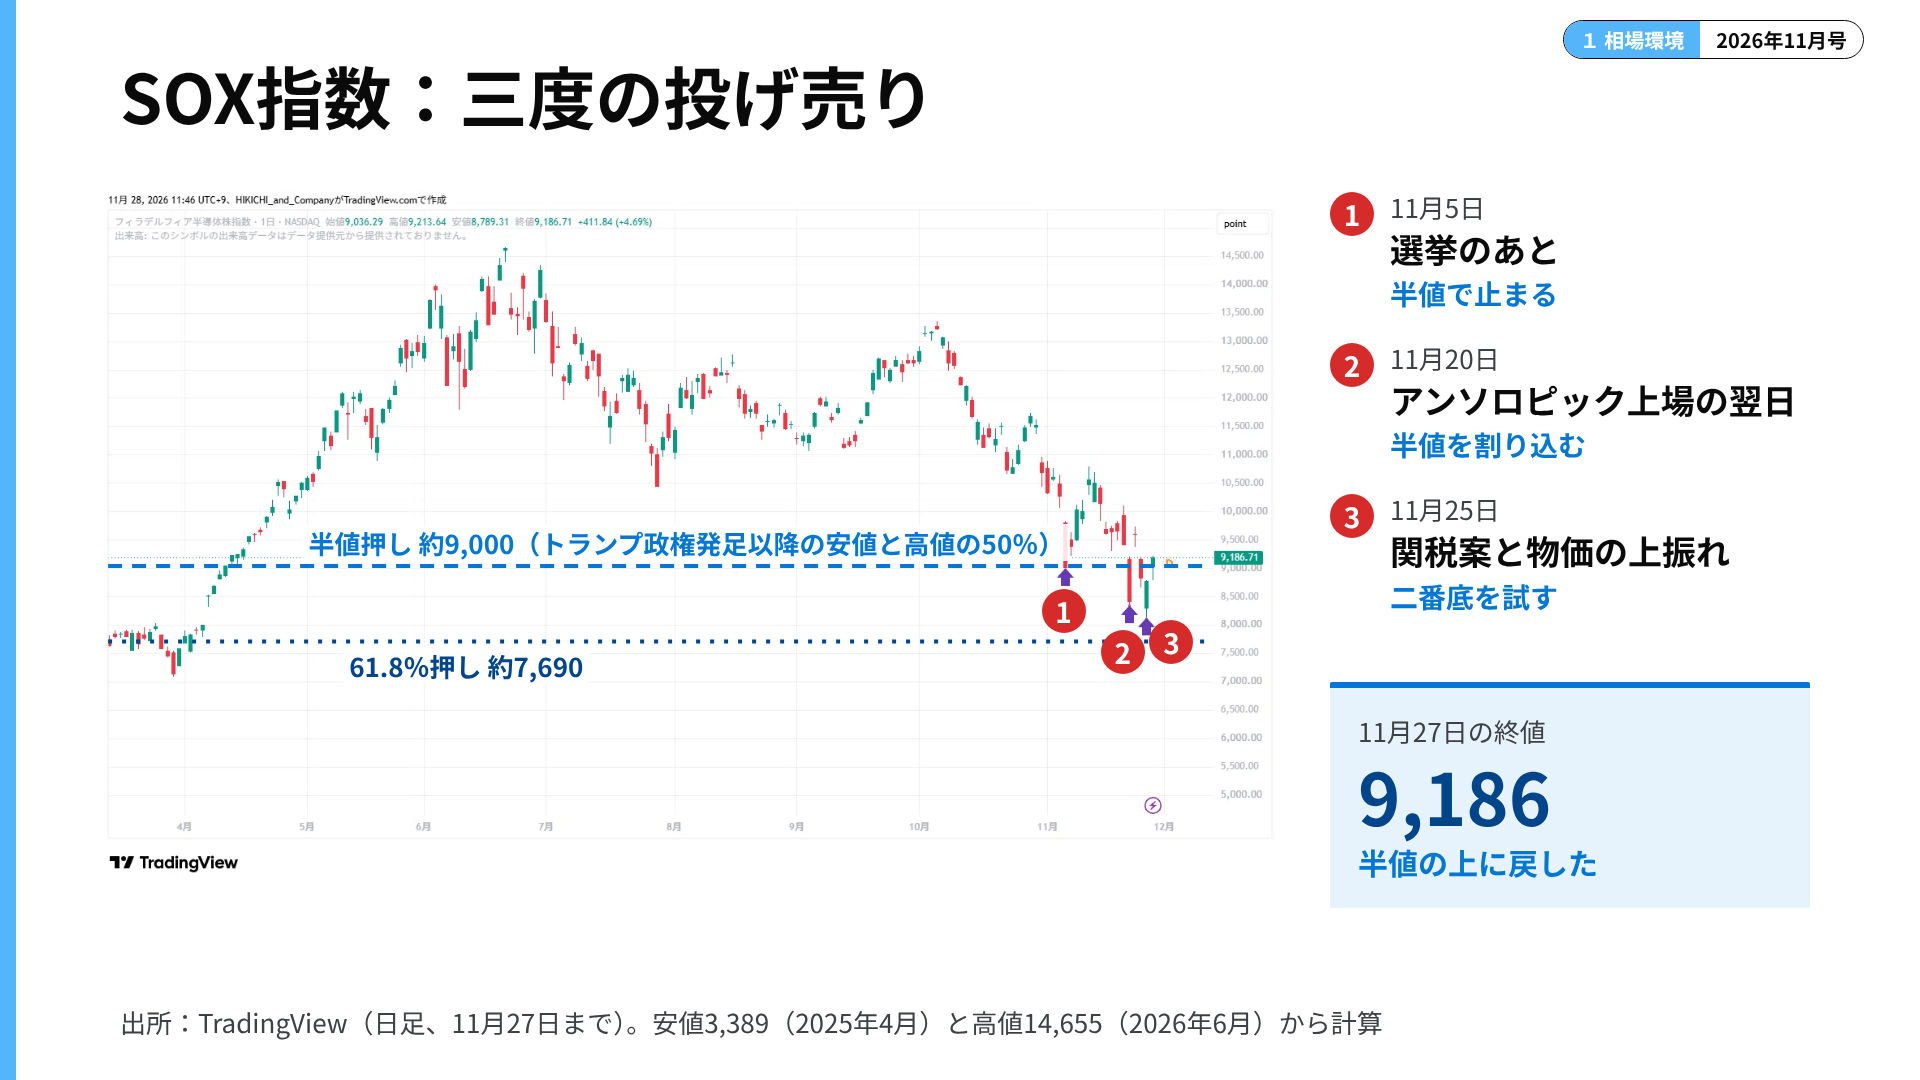 1 相場環境 2026年11月号
SOX指数：三度の投げ売り
11月 28, 2026 11:46 UTC+9、HIKICHI_and_CompanyがTradingView.comで作成
フィラデルフィア半導体株指数・1日・NASDAQ 始値9,036.29 高値9,213.64 安値8,789.31 終値9,186.71 +411.84 (+4.69%)
出来高: このシンボルの出来高データはデータ提供元から提供されておりません。
point
14,500.00
14,000.00
13,500.00
13,000.00
12,500.00
12,000.00
11,500.00
11,000.00
10,500.00
10,000.00
9,500.00
9,186.71
9,000.00
8,500.00
8,000.00
7,500.00
7,000.00
6,500.00
6,000.00
5,500.00
5,000.00
半値押し 約9,000（トランプ政権発足以降の安値と高値の50%）
61.8%押し 約7,690
1
2
3
4月 5月 6月 7月 8月 9月 10月 11月 12月
TradingView
1 11月5日
選挙のあと
半値で止まる
2 11月20日
アンソロピック上場の翌日
半値を割り込む
3 11月25日
関税案と物価の上振れ
二番底を試す
11月27日の終値
9,186
半値の上に戻した
出所：TradingView（日足、11月27日まで）。安値3,389（2025年4月）と高値14,655（2026年6月）から計算